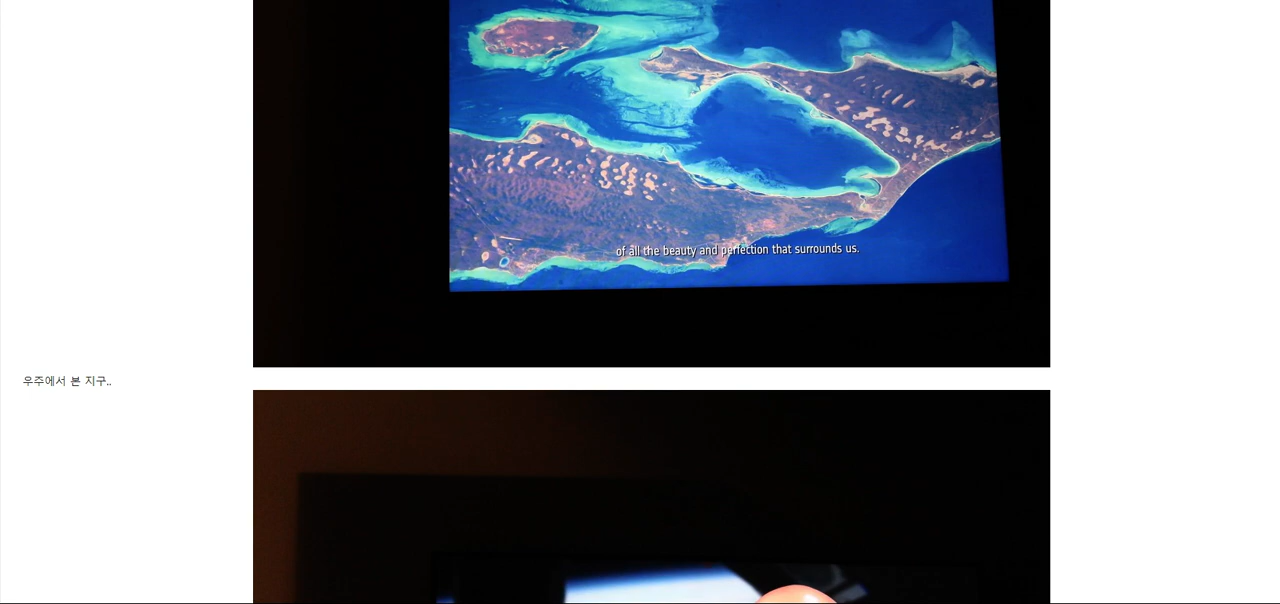 of all the beauty and perfection that surrounds us.
우주에서 본 지구..